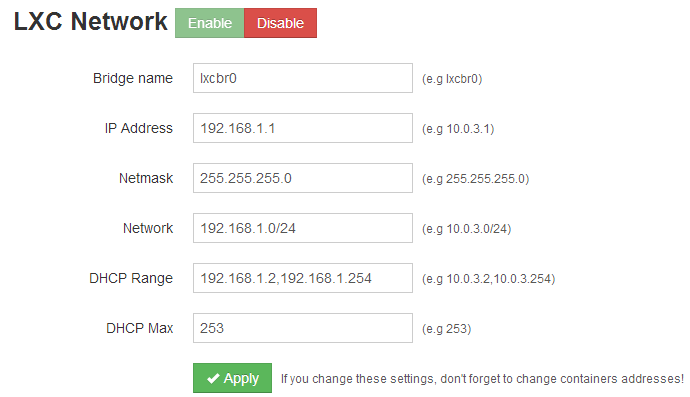 LXC Network Enable Disable
Bridge name lxcbr0 (e.g lxcbr0)
IP Address 192.168.1.1 (e.g 10.0.3.1)
Netmask 255.255.255.0 (e.g 255.255.255.0)
Network 192.168.1.0/24 (e.g 10.0.3.0/24)
DHCP Range 192.168.1.2,192.168.1.254 (e.g 10.0.3.2,10.0.3.254)
DHCP Max 253 (e.g 253)
Apply If you change these settings, don't forget to change containers addresses!